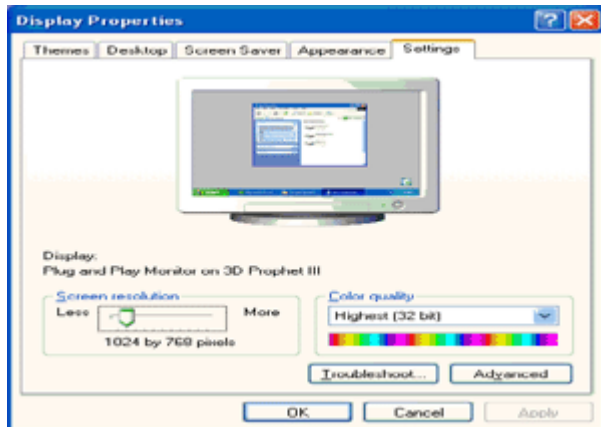 Display Properties
Themes Desktop Screen Saver Appearance Settings
Display:
Plug and Play Monitor on 3D Prophet III
Screen resolution
Less More
1024 by 768 pixels
Color quality
Highest (32 bit)
Troubleshoot... Advanced
OK Cancel Apply